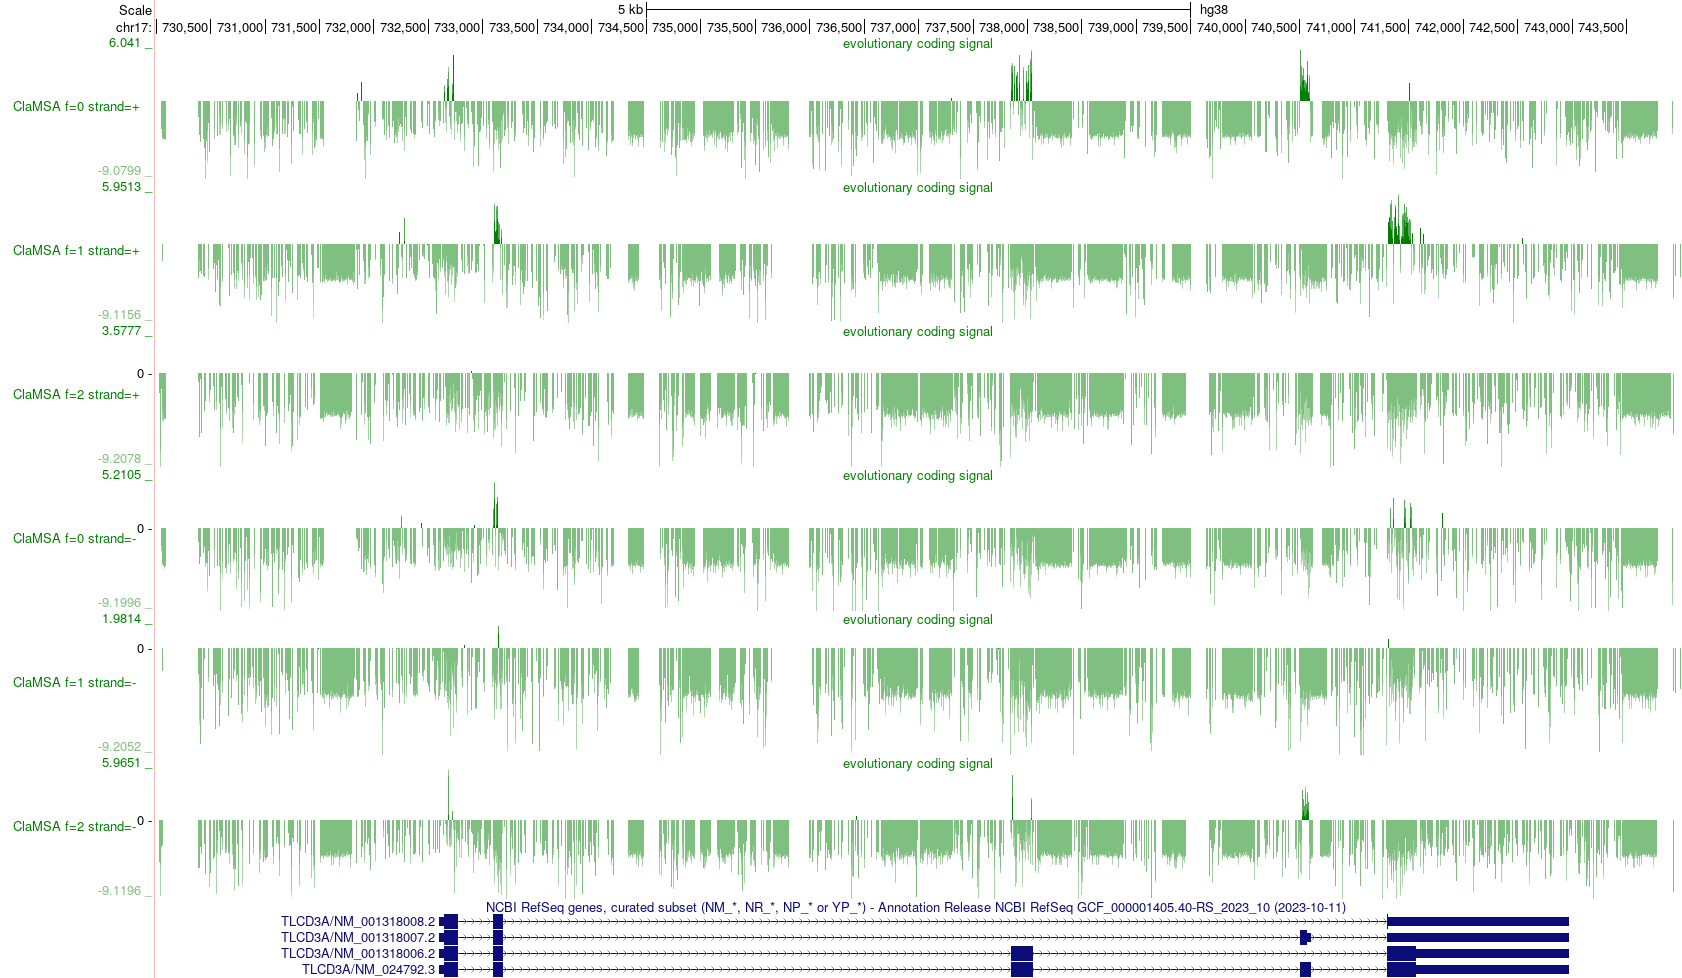 Scale 5 kb hg38
chr17: 730,500 731,000 731,500 732,000 732,500 733,000 733,500 734,000 734,500 735,000 735,500 736,000 736,500 737,000 737,500 738,000 738,500 739,000 739,500 740,000 740,500 741,000 741,500 742,000 742,500 743,000 743,500
6.041 _ evolutionary coding signal
ClaMSA f=0 strand=+
-9.0799 _
5.9513 _ evolutionary coding signal
ClaMSA f=1 strand=+
-9.1156 _
3.5777 _ evolutionary coding signal
0 -
ClaMSA f=2 strand=+
-9.2078 _
5.2105 _ evolutionary coding signal
0 -
ClaMSA f=0 strand=-
-9.1996 _
1.9814 _ evolutionary coding signal
0 -
ClaMSA f=1 strand=-
-9.2052 _
5.9651 _ evolutionary coding signal
0 -
ClaMSA f=2 strand=-
-9.1196 _
NCBI RefSeq genes, curated subset (NM_*, NR_*, NP_* or YP_*) - Annotation Release NCBI RefSeq GCF_000001405.40-RS_2023_10 (2023-10-11)
TLCD3A/NM_001318008.2
TLCD3A/NM_001318007.2
TLCD3A/NM_001318006.2
TLCD3A/NM_024792.3